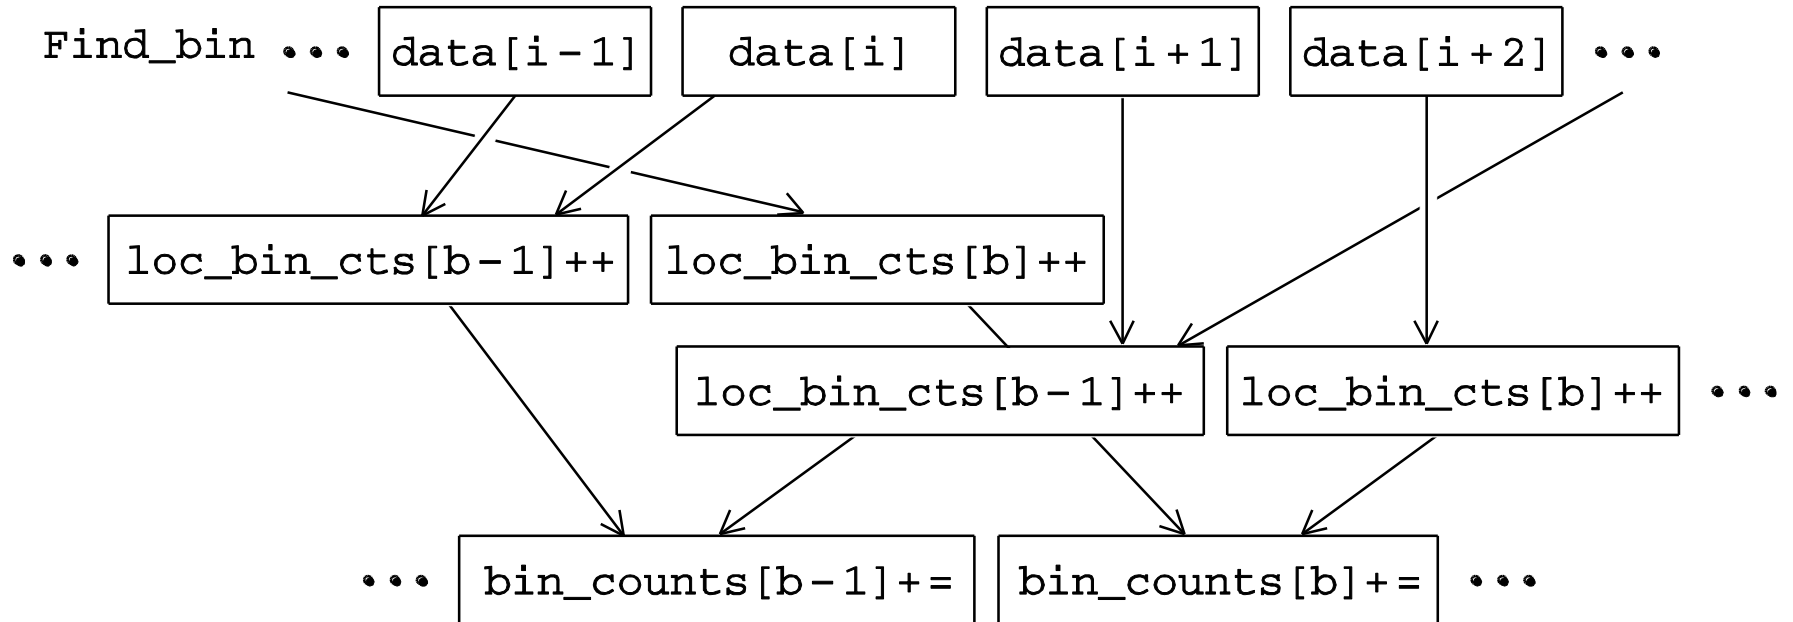 Find_bin ••• data[i-1] data[i] data[i+1] data[i+2] •••
••• loc_bin_cts[b-1]++ loc_bin_cts[b]++
loc_bin_cts[b-1]++ loc_bin_cts[b]++ •••
••• bin_counts[b-1]+= bin_counts[b]+= •••